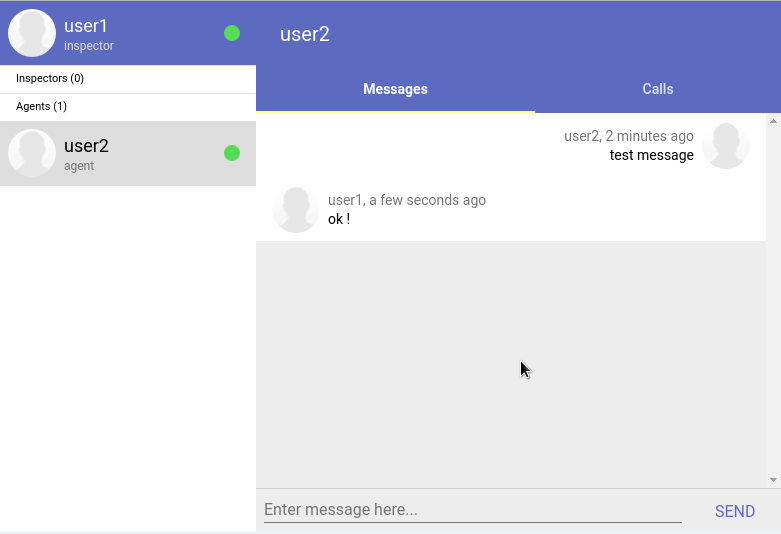 user1
inspector
Inspectors (0)
Agents (1)
user2
agent
user2
Messages
Calls
user2, 2 minutes ago
test message
user1, a few seconds ago
ok !
Enter message here...
SEND